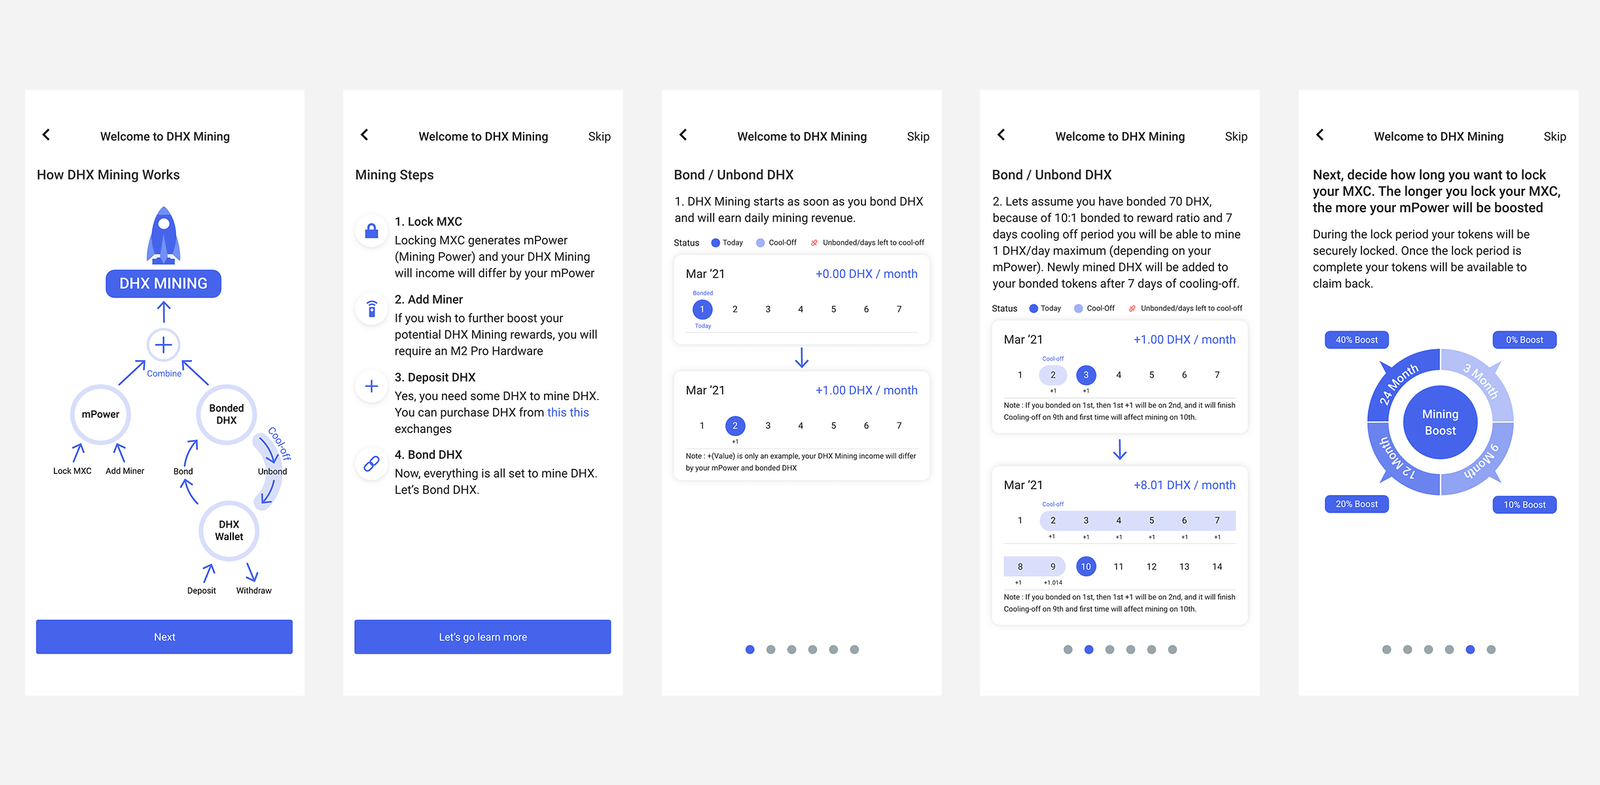 Welcome to DHX Mining
How DHX Mining Works
DHX MINING
Combine
mPower
Bonded
DHX
Cool-off
Lock MXC
Add Miner
Bond
Unbond
DHX
Wallet
Deposit
Withdraw
Next
Welcome to DHX Mining
Skip
Mining Steps
1. Lock MXC
Locking MXC generates mPower
(Mining Power) and your DHX Mining
will income will differ by your mPower
2. Add Miner
If you wish to further boost your
potential DHX Mining rewards, you will
require an M2 Pro Hardware
3. Deposit DHX
Yes, you need some DHX to mine DHX.
You can purchase DHX from this this
exchanges
4. Bond DHX
Now, everything is all set to mine DHX.
Let's Bond DHX.
Let's go learn more
Welcome to DHX Mining
Skip
Bond / Unbond DHX
1. DHX Mining starts as soon as you bond DHX
and will earn daily mining revenue.
Status Today Cool-Off Unbonded/days left to cool-off
Mar '21 +0.00 DHX / month
Bonded
1 2 3 4 5 6 7
Today
Mar '21 +1.00 DHX / month
1 2 3 4 5 6 7
+1
Note : +(Value) is only an example, your DHX Mining income will differ
by your mPower and bonded DHX
Welcome to DHX Mining
Skip
Bond / Unbond DHX
2. Lets assume you have bonded 70 DHX,
because of 10:1 bonded to reward ratio and 7
days cooling off period you will be able to mine
1 DHX/day maximum (depending on your
mPower). Newly mined DHX will be added to
your bonded tokens after 7 days of cooling-off.
Status Today Cool-Off Unbonded/days left to cool-off
Mar '21 +1.00 DHX / month
Cool-off
1 2 3 4 5 6 7
+1 +1
Note : If you bonded on 1st, then 1st +1 will be on 2nd, and it will finish
Cooling-off on 9th and first time will affect mining on 10th.
Mar '21 +8.01 DHX / month
Cool-off
1 2 3 4 5 6 7
+1 +1 +1 +1 +1 +1
8 9 10 11 12 13 14
+1 +1.014
Note : If you bonded on 1st, then 1st +1 will be on 2nd, and it will finish
Cooling-off on 9th and first time will affect mining on 10th.
Welcome to DHX Mining
Skip
Next, decide how long you want to lock
your MXC. The longer you lock your MXC,
the more your mPower will be boosted
During the lock period your tokens will be
securely locked. Once the lock period is
complete your tokens will be available to
claim back.
40% Boost
0% Boost
24 Month
3 Month
Mining
Boost
12 Month
9 Month
20% Boost
10% Boost